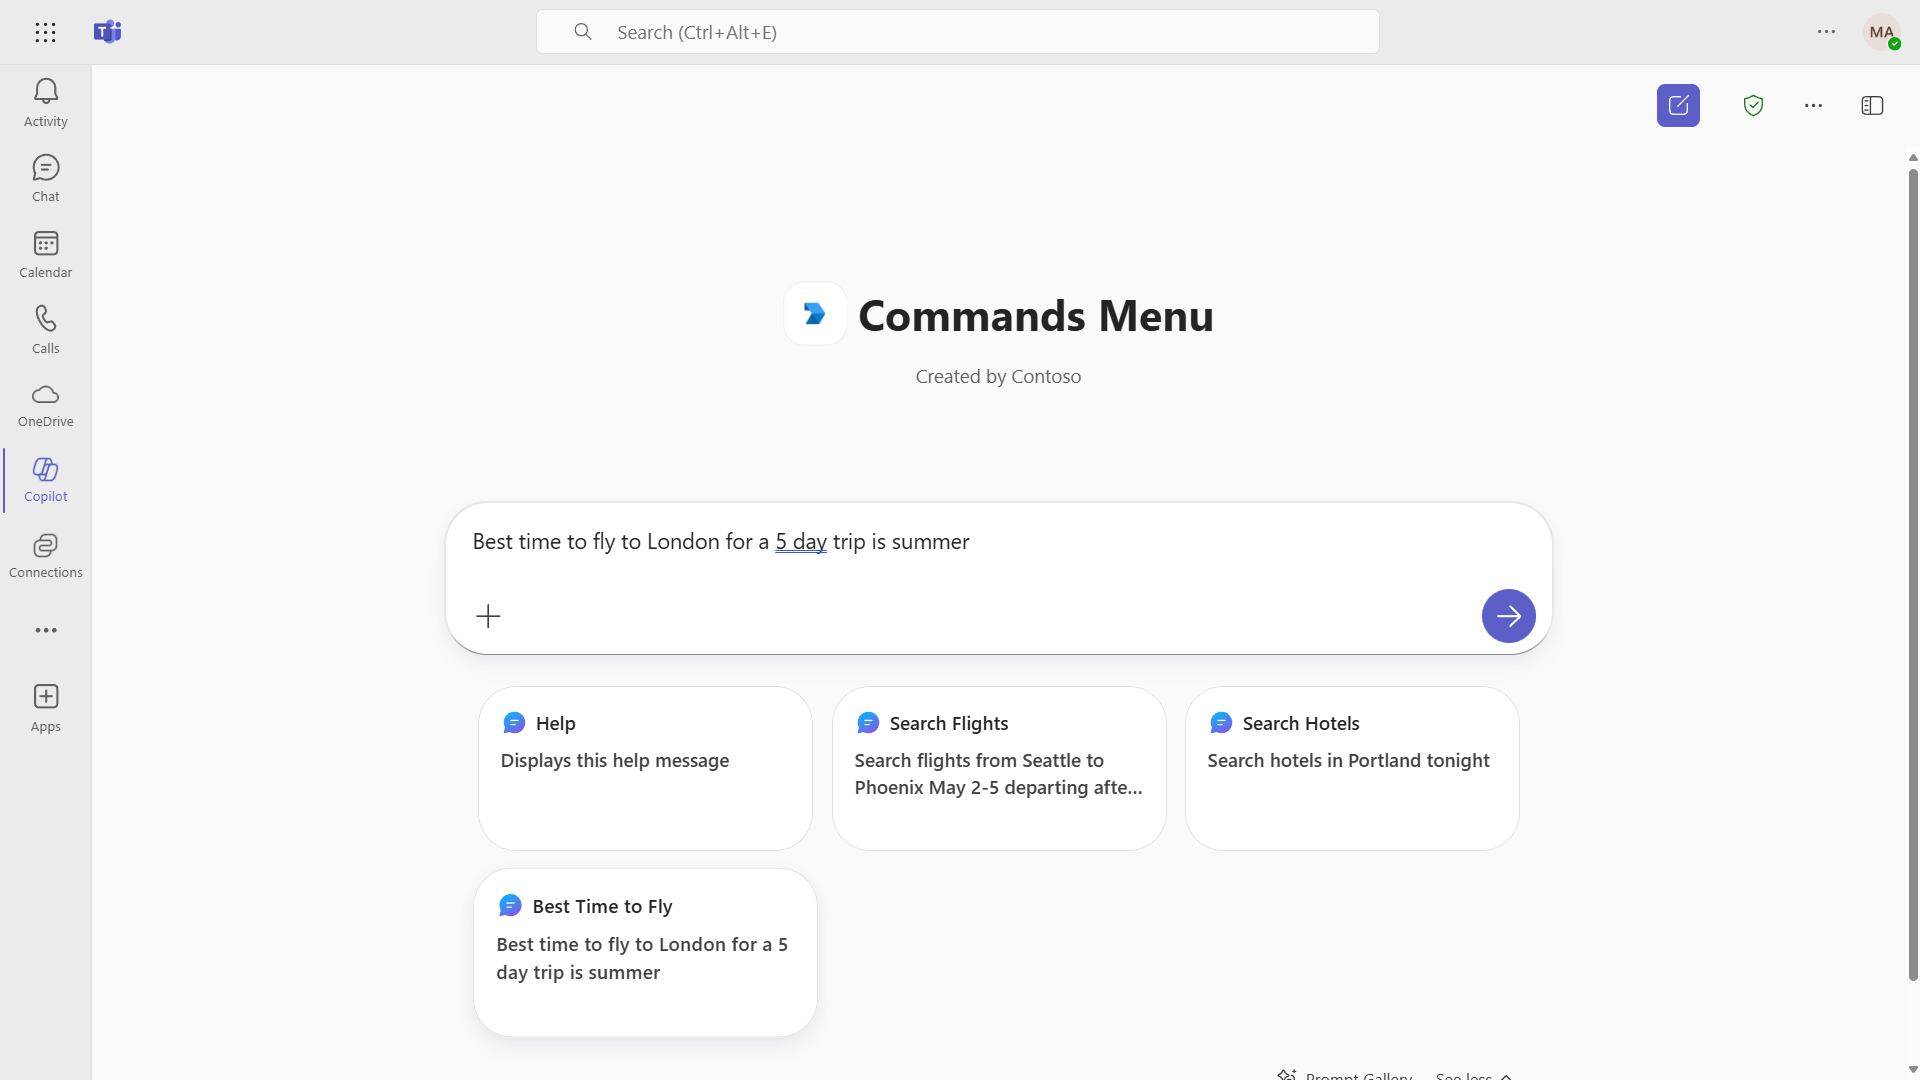 Search (Ctrl+Alt+E)
MA
Activity
Chat
Calendar
Calls
OneDrive
Copilot
Connections
Apps
Commands Menu
Created by Contoso
Best time to fly to London for a 5 day trip is summer
Help
Displays this help message
Search Flights
Search flights from Seattle to
Phoenix May 2-5 departing afte...
Search Hotels
Search hotels in Portland tonight
Best Time to Fly
Best time to fly to London for a 5
day trip is summer
Prompt Gallery
See less